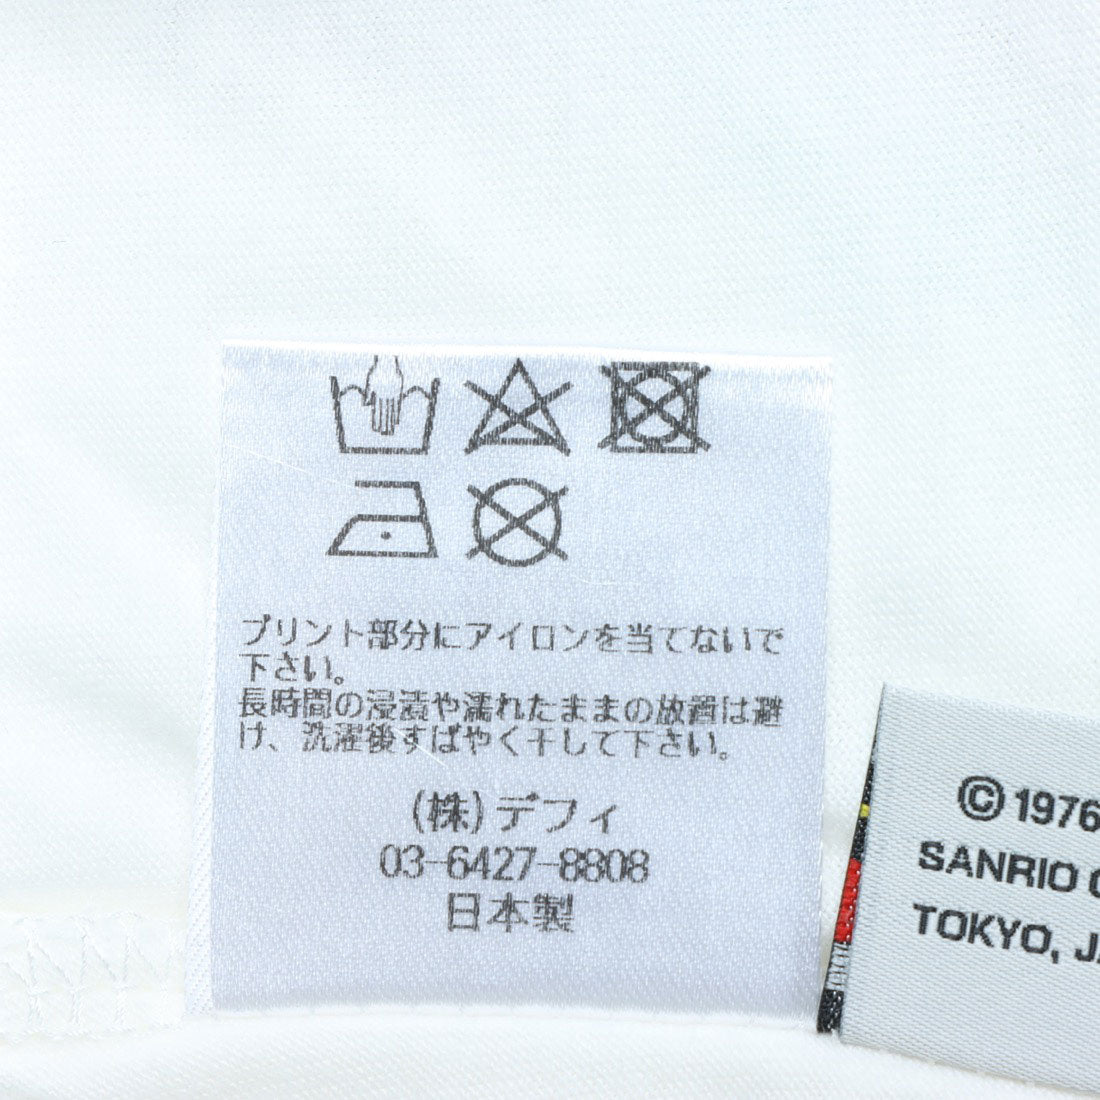 プリント部分にアイロンを当てないで
下さい。
長時間の浸漬や濡れたままの放置は避
け、洗濯後すばやく干して下さい。
(株)デフィ
03-6427-8808
日本製
© 1976
SANRIO
TOKYO,